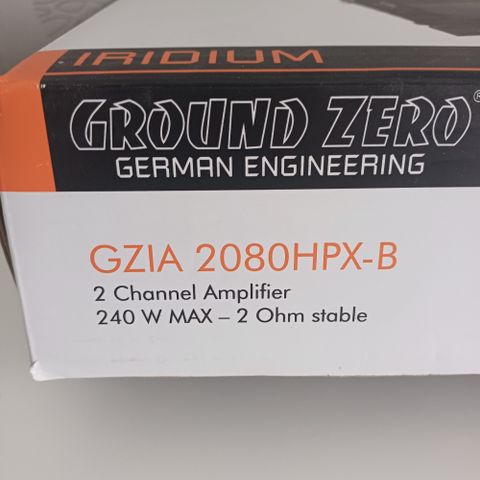 IRIDIUM
GROUND ZERO®
GERMAN ENGINEERING
GZIA 2080HPX-B
2 Channel Amplifier
240 W MAX – 2 Ohm stable